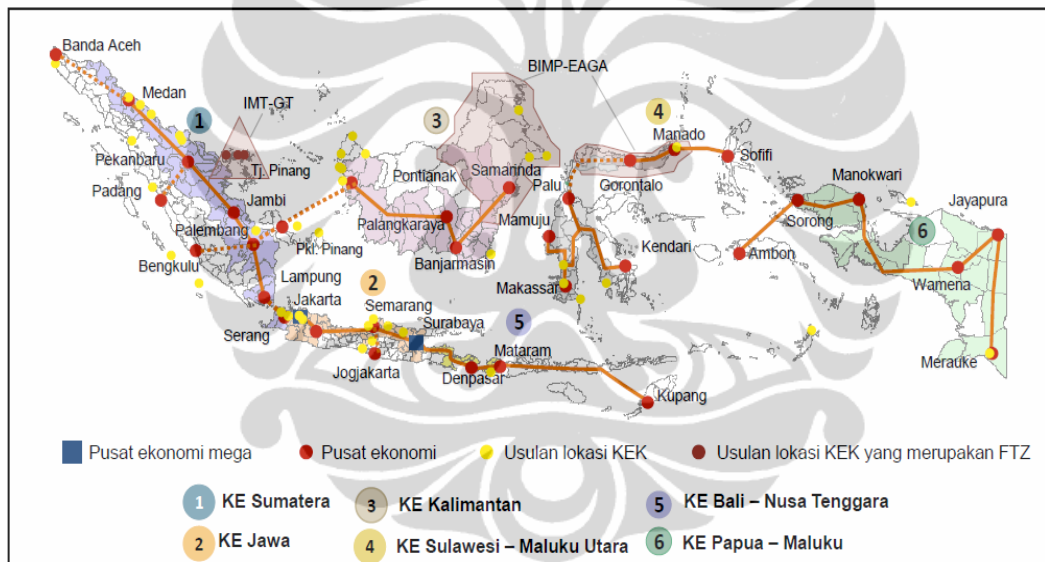 Banda Aceh
Medan
BIMP-EAGA
IMT-GT
1
3
4
Manado
Sofifi
Pekanbaru
Padang
Tj. Pinang
Pontianak
Samarinda
Palu
Gorontalo
Manokwari
Jayapura
Jambi
Palembang
Palangkaraya
Mamuju
Sorong
6
Pkl. Pinang
Bengkulu
Banjarmasin
Kendari
Ambon
Wamena
Lampung
2
Makassar
Jakarta
Semarang
5
Serang
Surabaya
Mataram
Merauke
Jogjakarta
Denpasar
Kupang
Pusat ekonomi mega
Pusat ekonomi
Usulan lokasi KEK
Usulan lokasi KEK yang merupakan FTZ
1 KE Sumatera
3 KE Kalimantan
5 KE Bali – Nusa Tenggara
2 KE Jawa
4 KE Sulawesi – Maluku Utara
6 KE Papua – Maluku